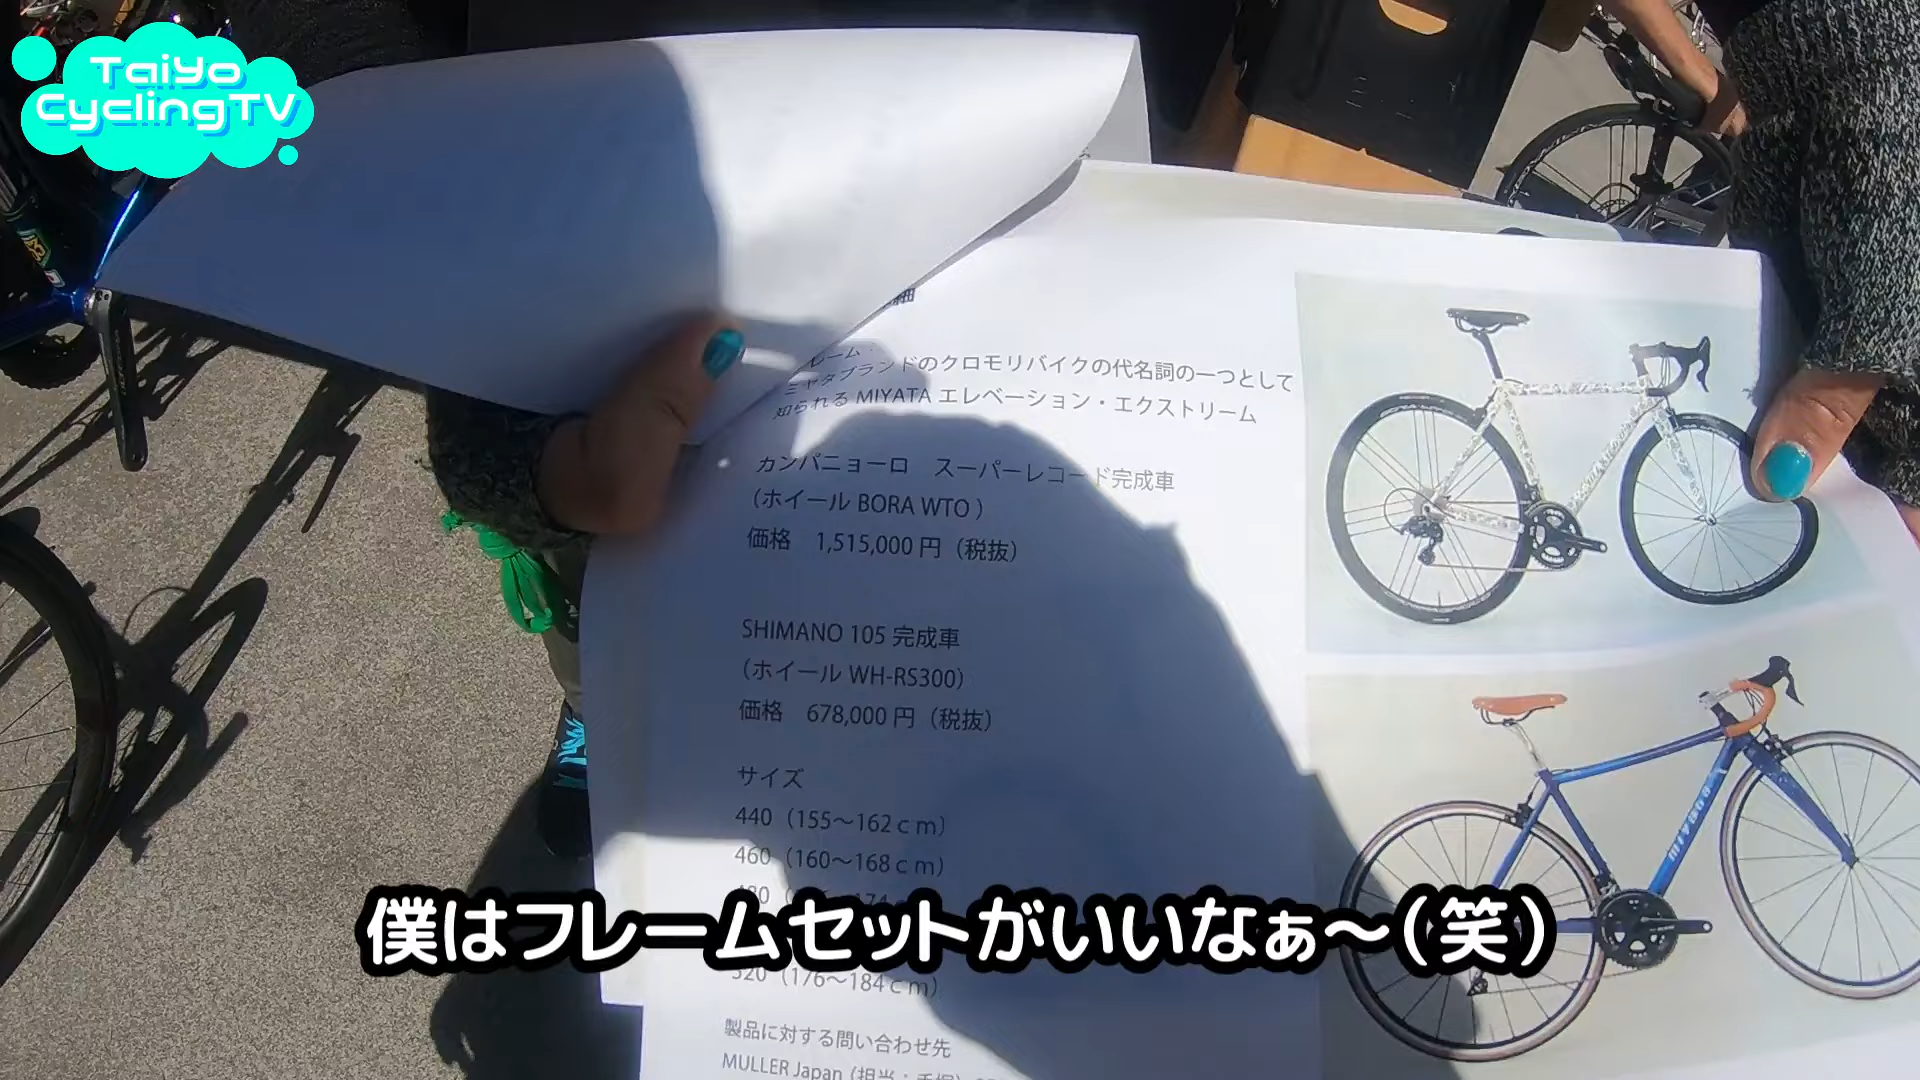 TaiYo
CyclingTV
ミヤタブランドのクロモリバイクの代名詞の一つとして
知られる MIYATA エレベーション・エクストリーム
カンパニョーロ スーパーレコード完成車
（ホイール BORA WTO ）
価格 1,515,000 円（税抜）
SHIMANO 105 完成車
（ホイール WH-RS300）
価格 678,000 円（税抜）
サイズ
440（155～162ｃｍ）
460（160～168ｃｍ）
僕はフレームセットがいいなぁ～（笑）
520（176～184ｃｍ）
製品に対する問い合わせ先
MULLER Japan（担当：手塚）